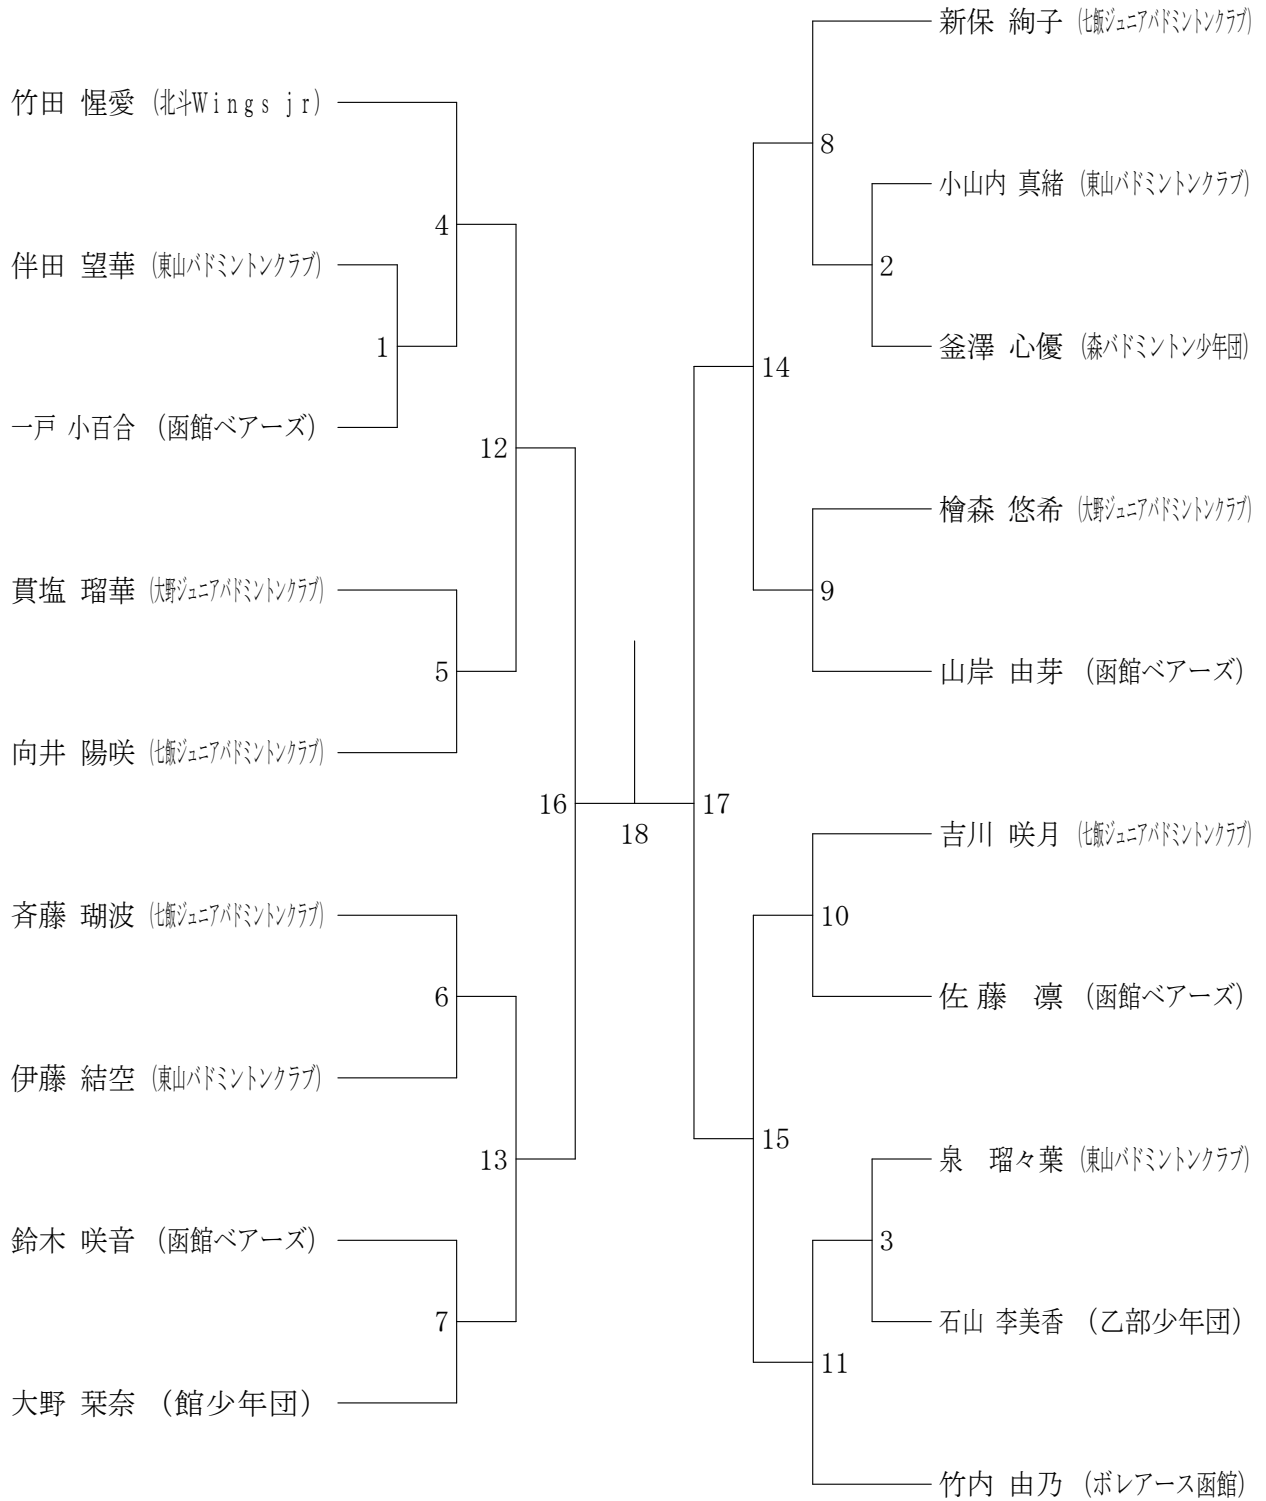 竹田 惺愛 (北斗Wings jr)
4
伴田 望華 (東山バドミントンクラブ)
1
一戸 小百合 (函館ベアーズ)
12
貫塩 瑠華 (大野ジュニアバドミントンクラブ)
5
向井 陽咲 (七飯ジュニアバドミントンクラブ)
16
斉藤 瑚波 (七飯ジュニアバドミントンクラブ)
6
伊藤 結空 (東山バドミントンクラブ)
13
鈴木 咲音 (函館ベアーズ)
7
大野 栞奈 (館少年団)
18
新保 絢子 (七飯ジュニアバドミントンクラブ)
8
小山内 真緒 (東山バドミントンクラブ)
2
釜澤 心優 (森バドミントン少年団)
14
檜森 悠希 (大野ジュニアバドミントンクラブ)
9
山岸 由芽 (函館ベアーズ)
17
吉川 咲月 (七飯ジュニアバドミントンクラブ)
10
佐藤 凛 (函館ベアーズ)
15
泉 瑠々葉 (東山バドミントンクラブ)
3
石山 李美香 (乙部少年団)
11
竹内 由乃 (ボレアース函館)